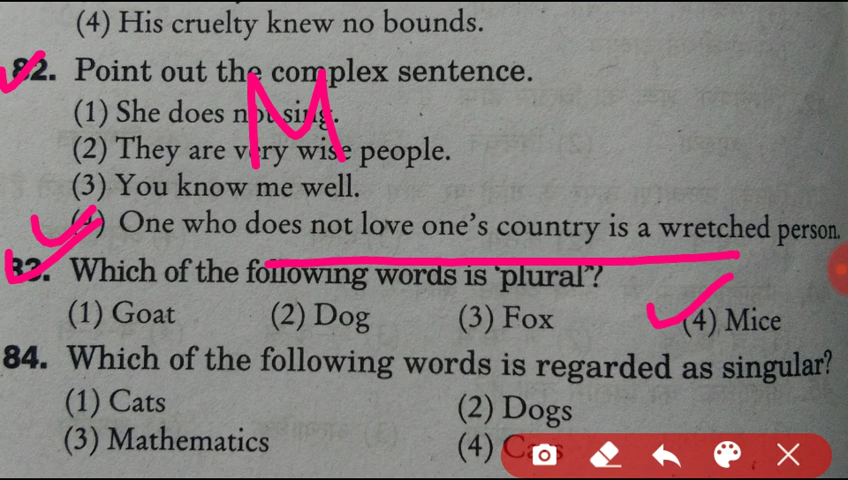 (4) His cruelty knew no bounds.
82. Point out the complex sentence.
(1) She does not sing.
(2) They are very wise people.
(3) You know me well.
(4) One who does not love one's country is a wretched person.
83. Which of the following words is 'plural'?
(1) Goat (2) Dog (3) Fox (4) Mice
84. Which of the following words is regarded as singular?
(1) Cats (2) Dogs
(3) Mathematics (4)
M